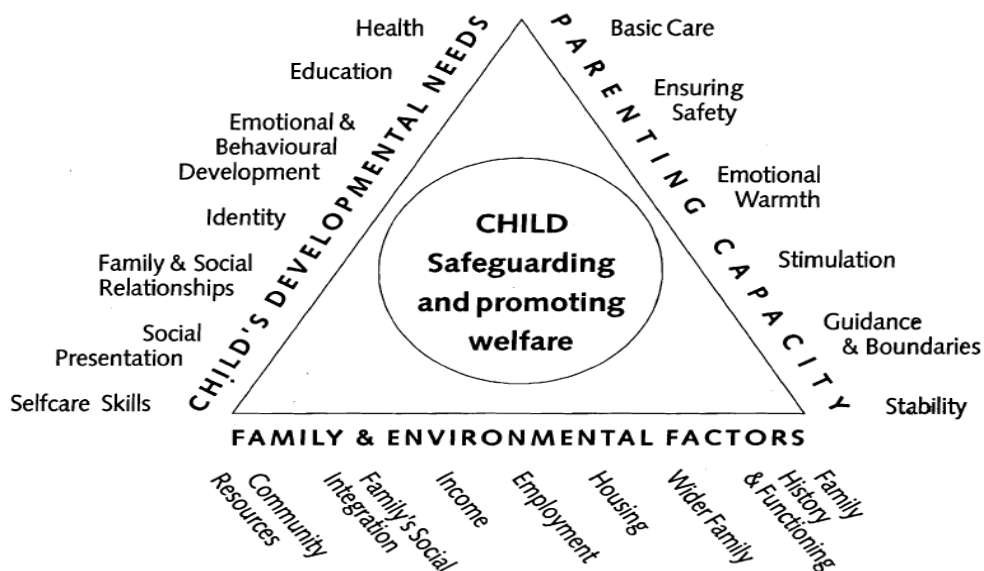 Health
Education
Emotional &
Behavioural
Development
Identity
Family & Social
Relationships
Social
Presentation
Selfcare Skills
CHILD'S DEVELOPMENTAL NEEDS
CHILD
Safeguarding
and promoting
welfare
PARENTING CAPACITY
Basic Care
Ensuring
Safety
Emotional
Warmth
Stimulation
Guidance
& Boundaries
Stability
FAMILY & ENVIRONMENTAL FACTORS
Community
Resources
Family's Social
Integration
Income
Employment
Housing
Wider Family
Family
History
& Functioning